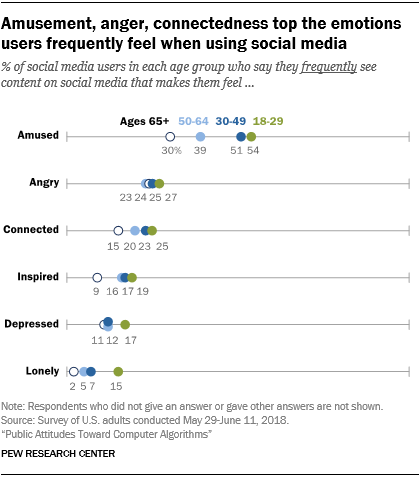 Amusement, anger, connectedness top the emotions
users frequently feel when using social media
% of social media users in each age group who say they frequently see
content on social media that makes them feel ...
Ages 65+ 50-64 30-49 18-29
Amused
30% 39 51 54
Angry
23 24 25 27
Connected
15 20 23 25
Inspired
9 16 17 19
Depressed
11 12 17
Lonely
2 5 7 15
Note: Respondents who did not give an answer or gave other answers are not shown.
Source: Survey of U.S. adults conducted May 29-June 11, 2018.
“Public Attitudes Toward Computer Algorithms”
PEW RESEARCH CENTER